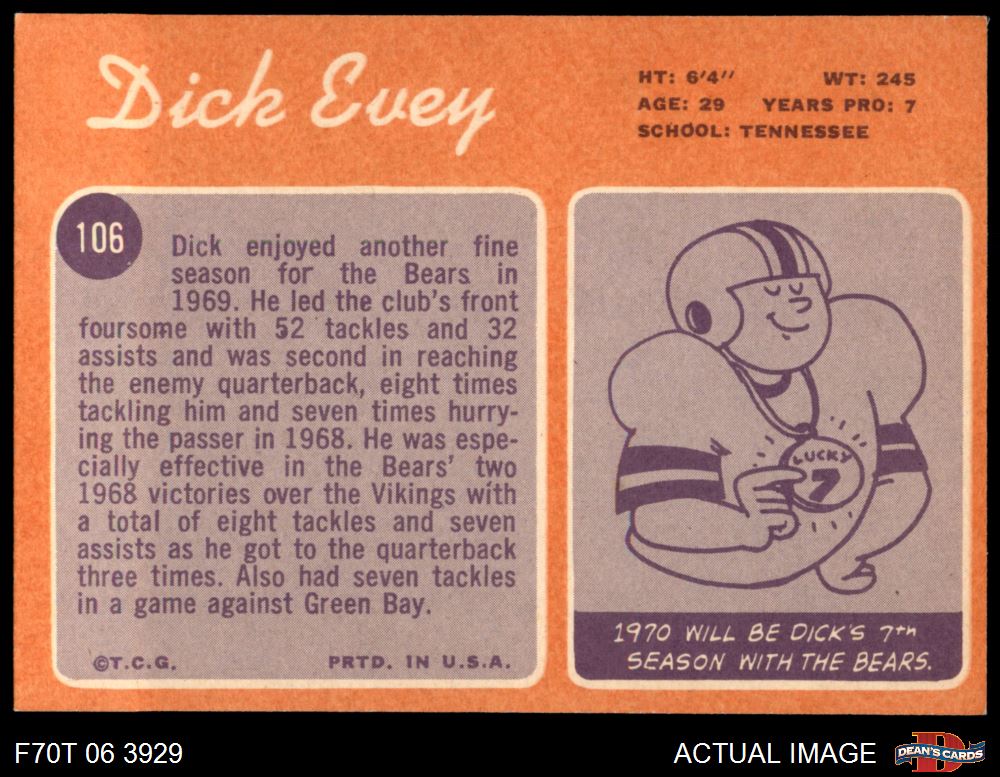 Dick Evey
HT: 6'4" WT: 245
AGE: 29 YEARS PRO: 7
SCHOOL: TENNESSEE
106
Dick enjoyed another fine
season for the Bears in
1969. He led the club's front
foursome with 52 tackles and 32
assists and was second in reaching
the enemy quarterback, eight times
tackling him and seven times hurry-
ing the passer in 1968. He was espe-
cially effective in the Bears' two
1968 victories over the Vikings with
a total of eight tackles and seven
assists as he got to the quarterback
three times. Also had seven tackles
in a game against Green Bay.
©T.C.G. PRTD. IN U.S.A.
LUCKY
7
1970 WILL BE DICK'S 7th
SEASON WITH THE BEARS.
F70T 06 3929
ACTUAL IMAGE
D
DEAN'S CARDS